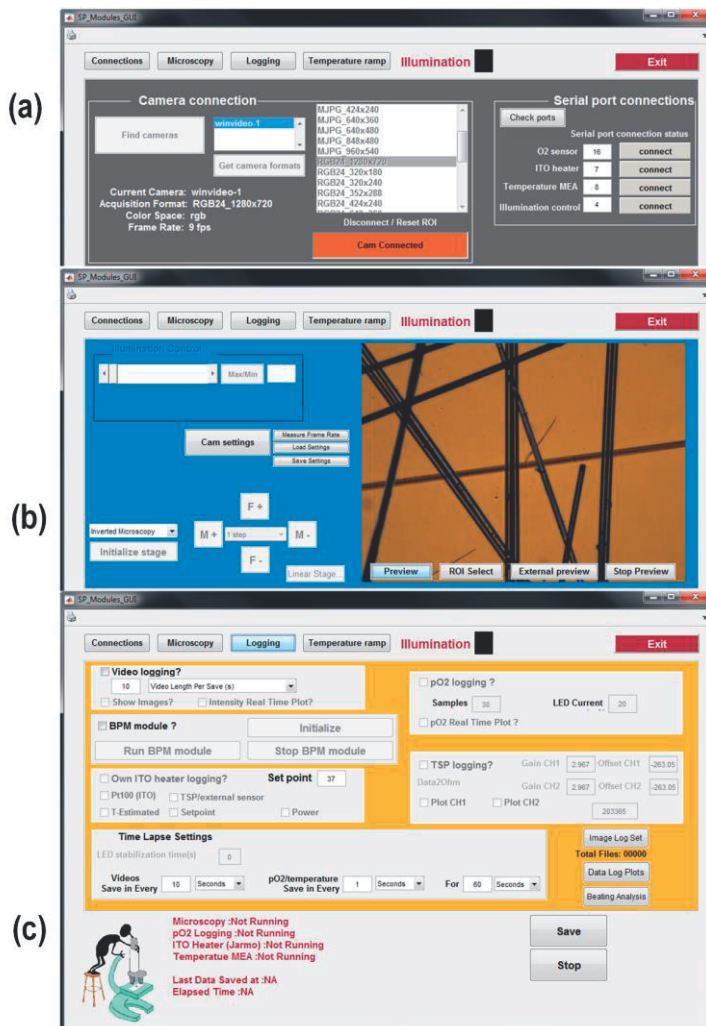 (a)
SP_Modules_GUI
Connections Microscopy Logging Temperature ramp Illumination Exit
Camera connection
Find cameras
winvideo-1
Get camera formats
Current Camera: winvideo-1
Acquisition Format: RGB24_1280x720
Color Space: rgb
Frame Rate: 9 fps
MJPG_424x240
MJPG_640x360
MJPG_640x480
MJPG_848x480
MJPG_960x540
RGB24_1280x720
RGB24_320x180
RGB24_320x240
RGB24_352x288
RGB24_424x240
Disconnect / Reset ROI
Cam Connected
Serial port connections
Check ports
Serial port connection status
O2 sensor 16 connect
ITO heater 7 connect
Temperature MEA 8 connect
Illumination control 4 connect
(b)
SP_Modules_GUI
Connections Microscopy Logging Temperature ramp Illumination Exit
Illumination Control
Max/Min
Cam settings
Measure Frame Rate
Load Settings
Save Settings
Inverted Microscopy
Initialize stage
F +
M + 1 step M -
F -
Linear Stage...
Preview ROI Select External preview Stop Preview
(c)
SP_Modules_GUI
Connections Microscopy Logging Temperature ramp Illumination Exit
Video logging?
10 Video Length Per Save (s)
Show Images? Intensity Real Time Plot?
BPM module ? Initialize
Run BPM module Stop BPM module
Own ITO heater logging? Set point 37
Pt100 (ITO) TSP/external sensor
T-Estimated Setpoint Power
pO2 logging ?
Samples 30 LED Current 20
pO2 Real Time Plot ?
TSP logging? Gain CH1 2.967 Offset CH1 -263.05
Data2Ohm Gain CH2 2.967 Offset CH2 -263.05
Plot CH1 Plot CH2 203365
Time Lapse Settings
LED stabilization time(s) 0
Videos Save in Every 10 Seconds pO2/temperature Save in Every 1 Seconds For 60 Seconds
Image Log Set
Total Files: 00000
Data Log Plots
Beating Analysis
Microscopy :Not Running
pO2 Logging :Not Running
ITO Heater (Jarmo) :Not Running
Temperatue MEA :Not Running
Last Data Saved at :NA
Elapsed Time :NA
Save
Stop